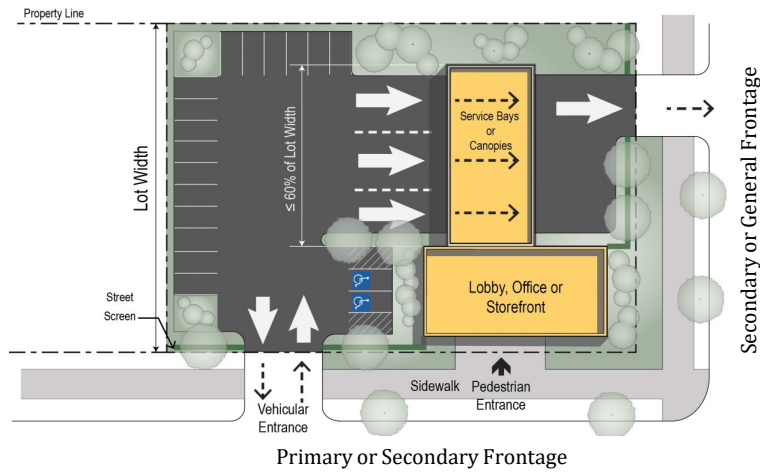 Property Line
Lot Width
≤ 60% of Lot Width
Service Bays
or
Canopies
Lobby, Office or
Storefront
Street
Screen
Sidewalk
Pedestrian
Entrance
Vehicular
Entrance
Secondary or General Frontage
Primary or Secondary Frontage